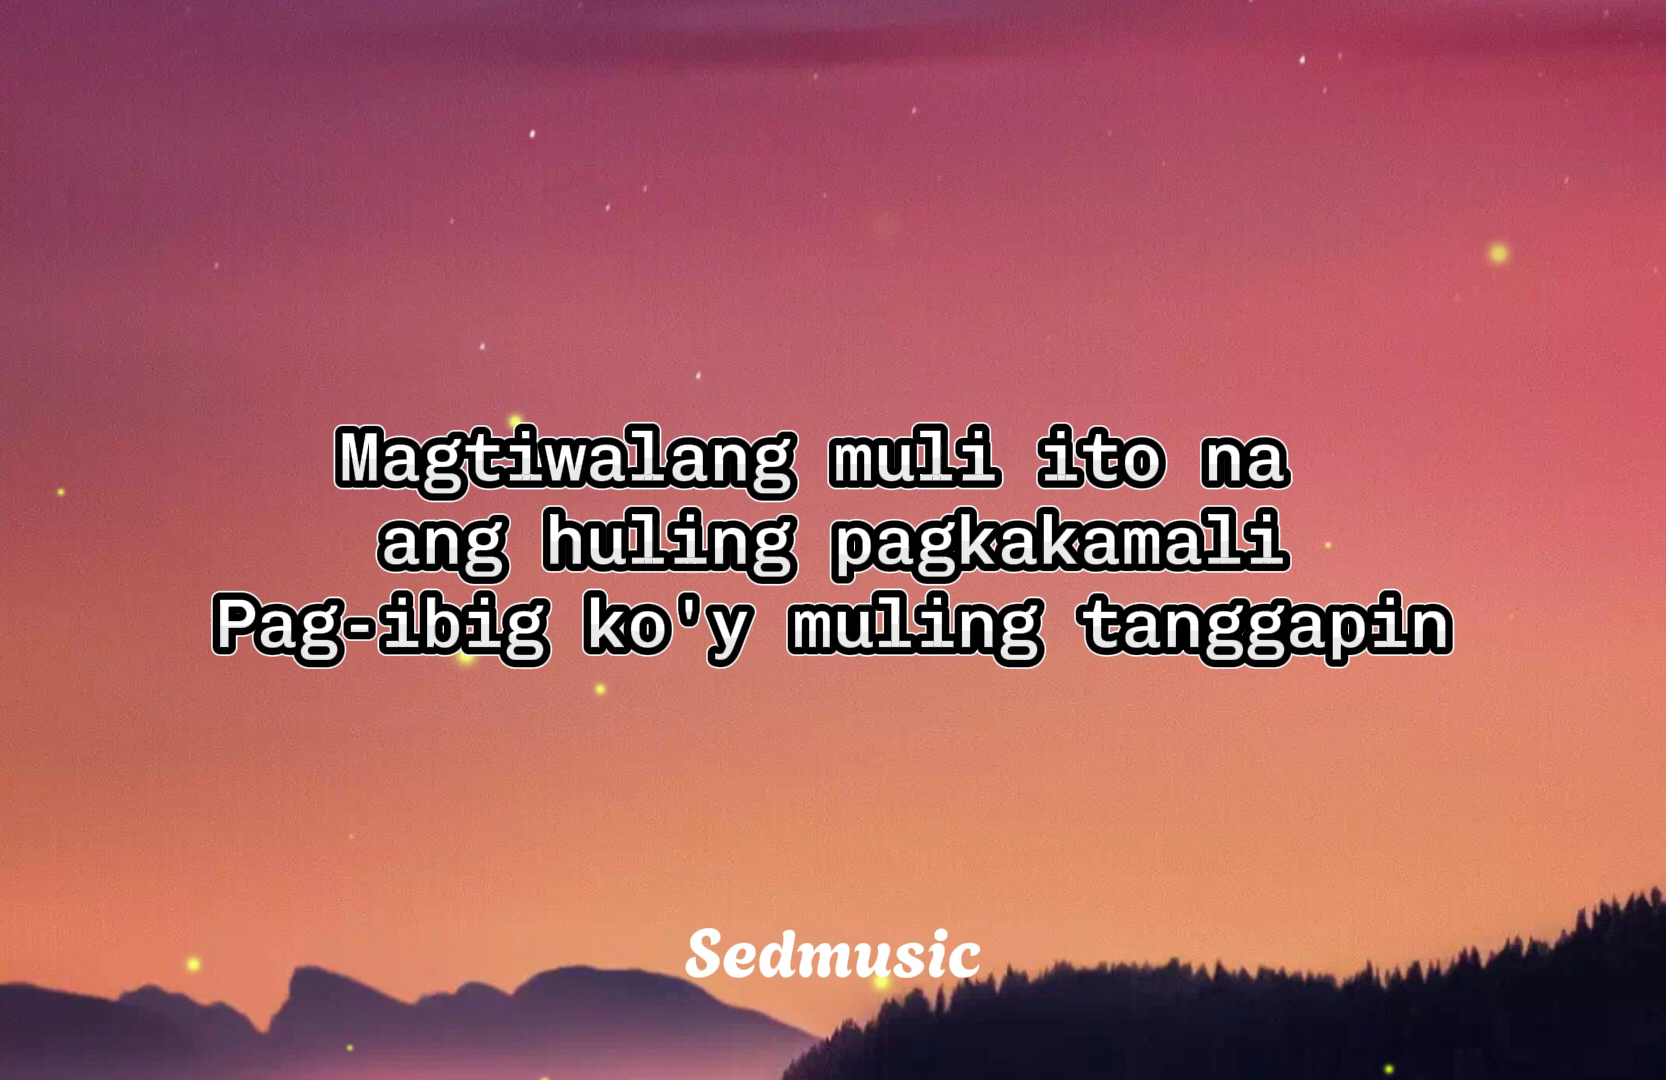 Magtiwalang muli ito na
ang huling pagkakamali
Pag-ibig ko'y muling tanggapin
Sedmusic